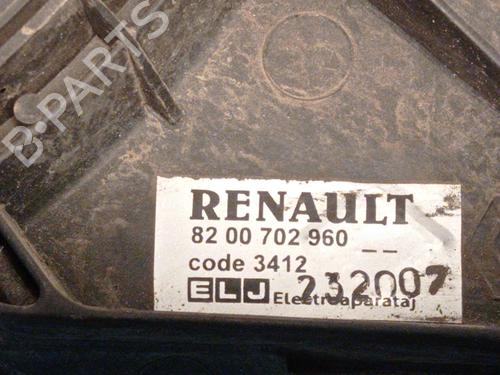 B-PARTS
RENAULT
82 00 702 960 --
code 3412
ELJ Electroaparataj
232007